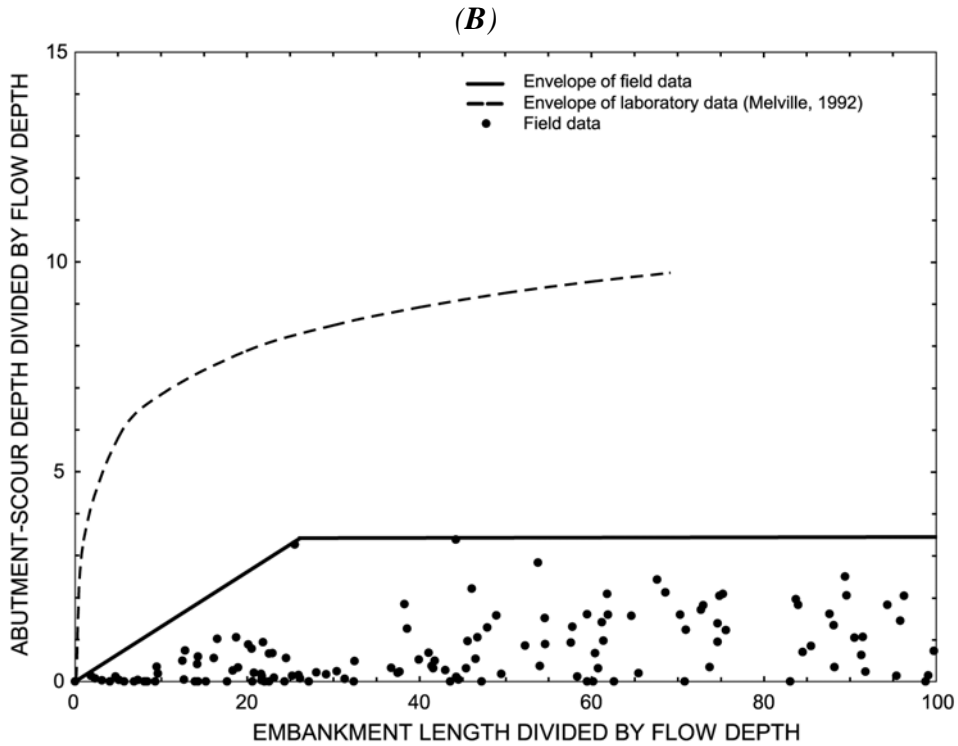 (B)
15
10
5
0
ABUTMENT-SCOUR DEPTH DIVIDED BY FLOW DEPTH
Envelope of field data
Envelope of laboratory data (Melville, 1992)
Field data
0 20 40 60 80 100
EMBANKMENT LENGTH DIVIDED BY FLOW DEPTH